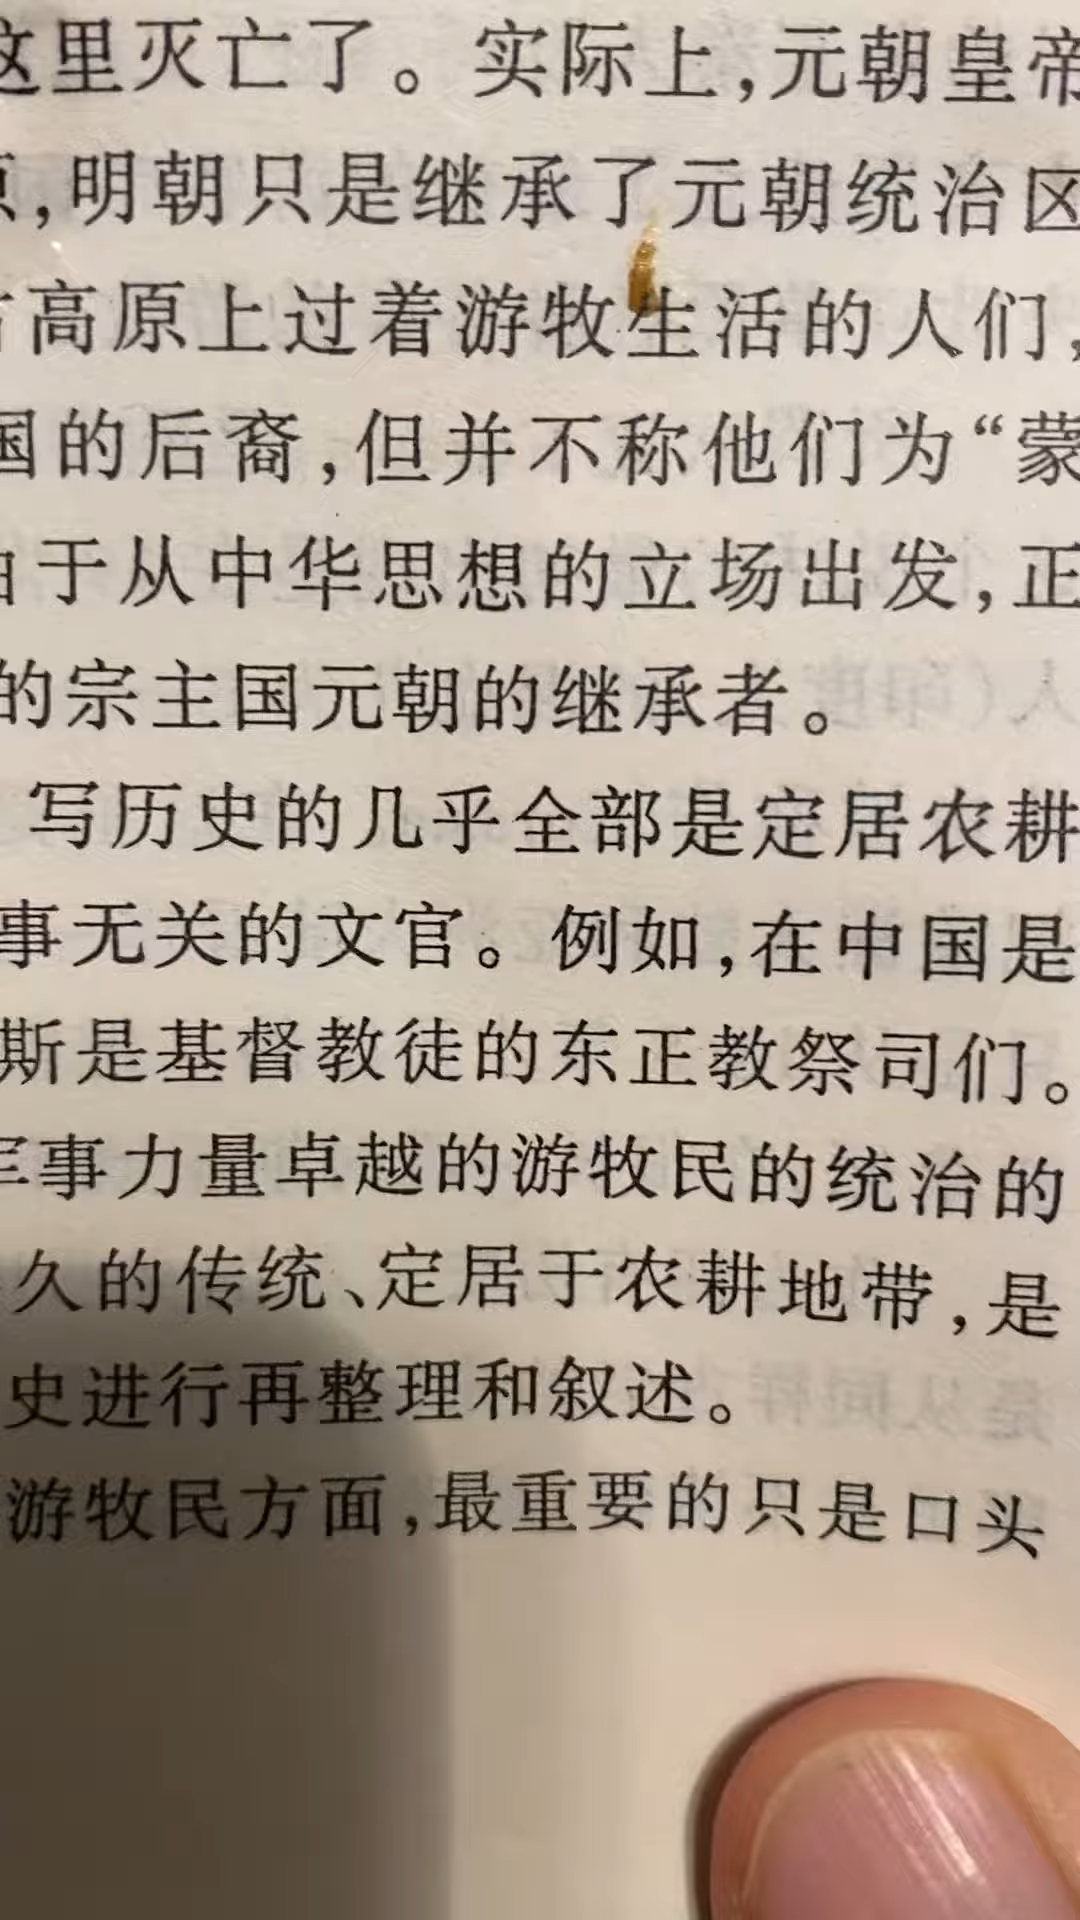 这里灭亡了。实际上,元朝皇帝
,明朝只是继承了元朝统治区
高原上过着游牧生活的人们,
国的后裔,但并不称他们为“蒙
由于从中华思想的立场出发,正
的宗主国元朝的继承者。
写历史的几乎全部是定居农耕
事无关的文官。例如,在中国是
斯是基督教徒的东正教祭司们。
军事力量卓越的游牧民的统治的
久的传统、定居于农耕地带,是
史进行再整理和叙述。
游牧民方面,最重要的只是口头